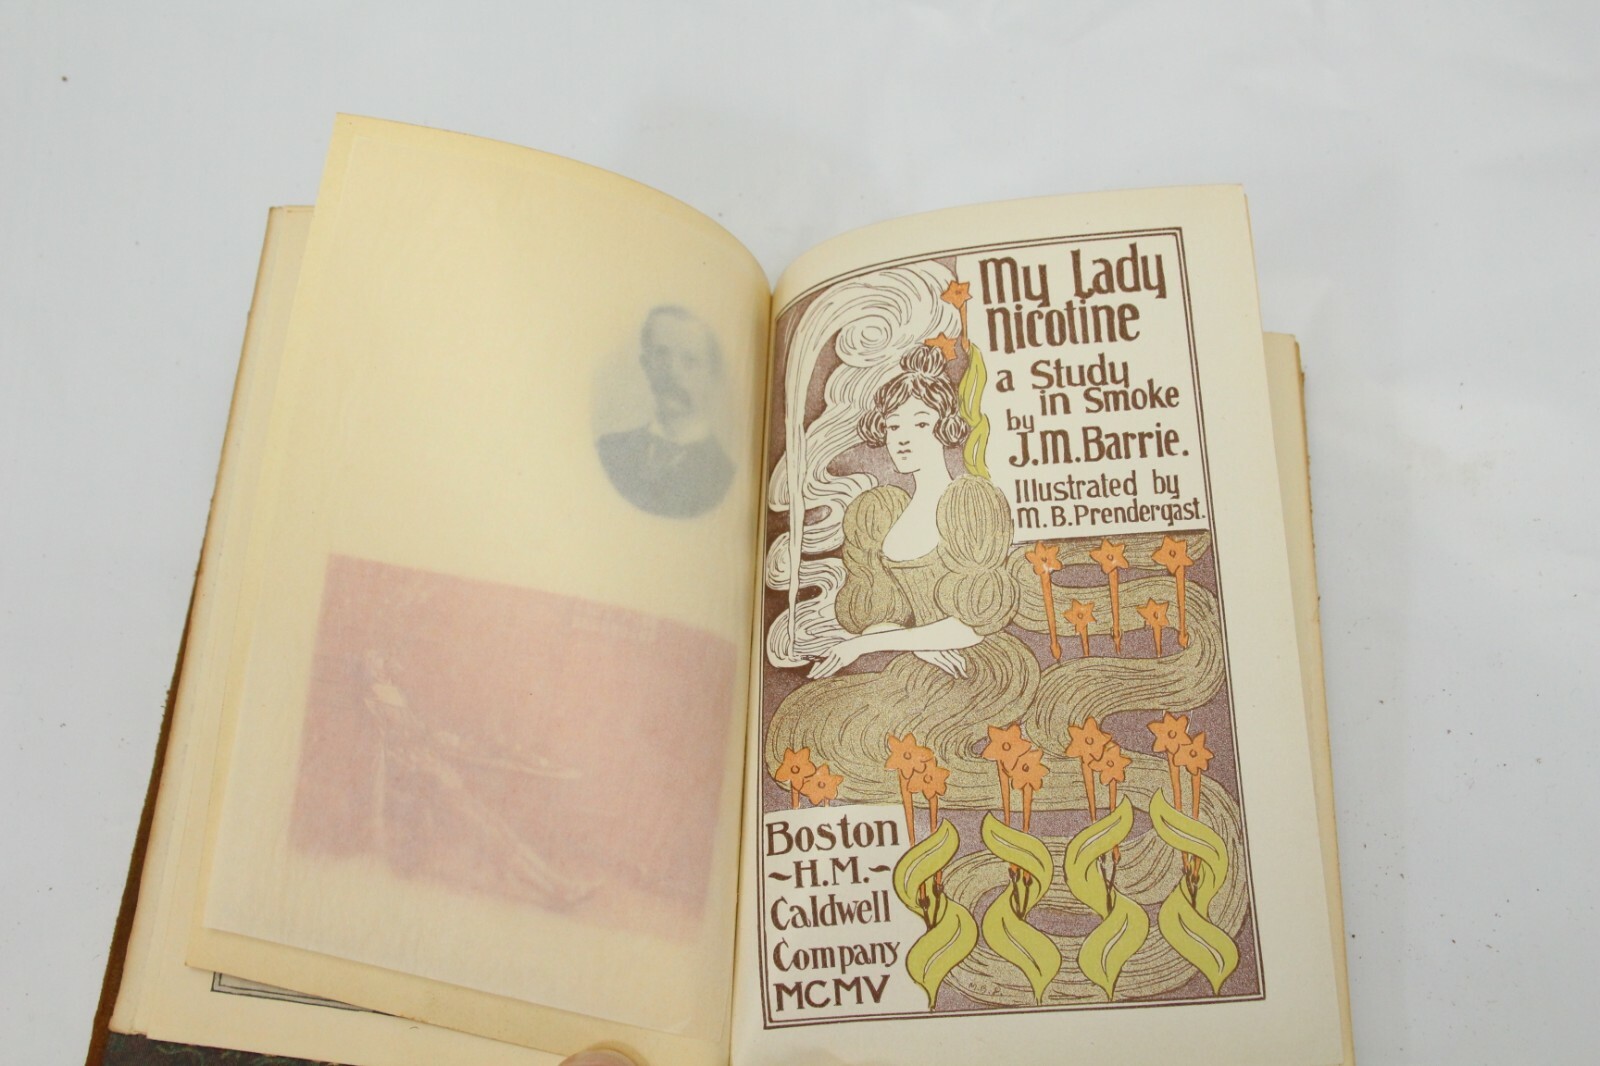 My Lady
Nicotine
a Study
in Smoke
by
J.M. Barrie.
Illustrated by
M. B. Prendergast.
Boston
~H.M.~
Caldwell
Company
MCMV
M.B.P.